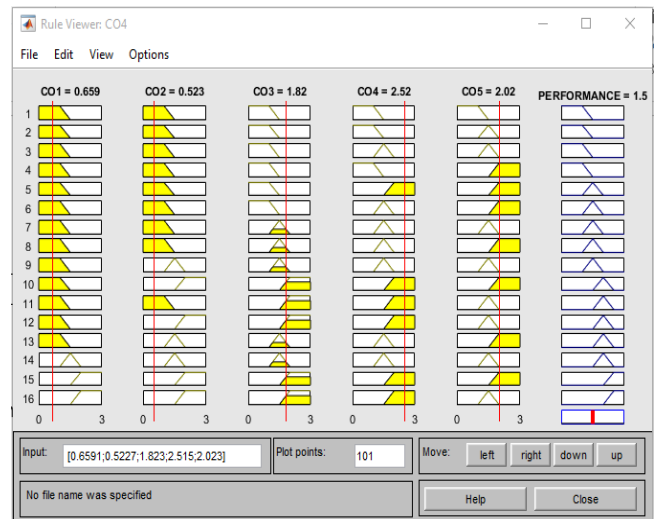 Rule Viewer: CO4
File Edit View Options
CO1 = 0.659 CO2 = 0.523 CO3 = 1.82 CO4 = 2.52 CO5 = 2.02 PERFORMANCE = 1.5
1
2
3
4
5
6
7
8
9
10
11
12
13
14
15
16
0 3 0 3 0 3 0 3 0 3
Input: [0.6591;0.5227;1.823;2.515;2.023] Plot points: 101 Move: left right down up
No file name was specified Help Close